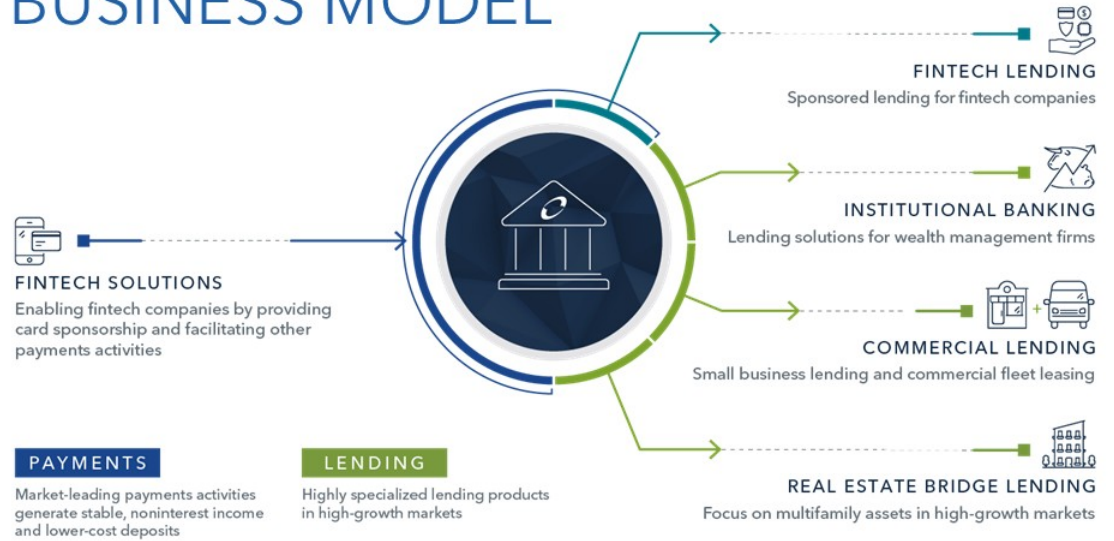 BUSINESS MODEL
FINTECH LENDING
Sponsored lending for fintech companies
INSTITUTIONAL BANKING
Lending solutions for wealth management firms
FINTECH SOLUTIONS
Enabling fintech companies by providing
card sponsorship and facilitating other
payments activities
COMMERCIAL LENDING
Small business lending and commercial fleet leasing
PAYMENTS
Market-leading payments activities
generate stable, noninterest income
and lower-cost deposits
LENDING
Highly specialized lending products
in high-growth markets
REAL ESTATE BRIDGE LENDING
Focus on multifamily assets in high-growth markets